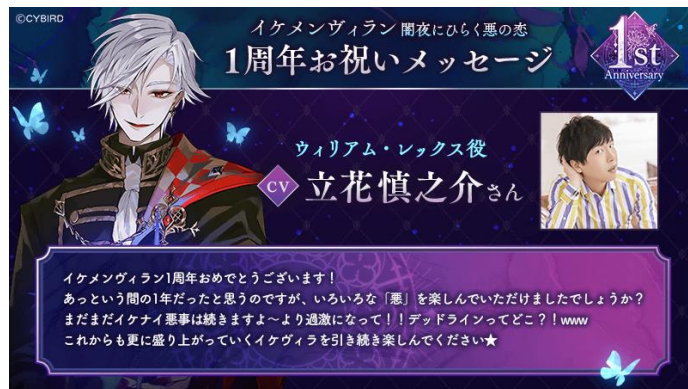 ©CYBIRD
イケメンヴィラン 闇夜にひらく悪の恋
1周年お祝いメッセージ
1st
Anniversary
ウィリアム・レックス役
CV 立花慎之介さん
イケメンヴィラン1周年おめでとうございます！
あっという間の1年だったと思うのですが、いろいろな「悪」を楽しんでいただけましたでしょうか？
まだまだイケナイ悪事は続きますよ〜より過激になって！！デッドラインってどこ？！www
これからも更に盛り上がっていくイケヴィラを引き続き楽しんでください★